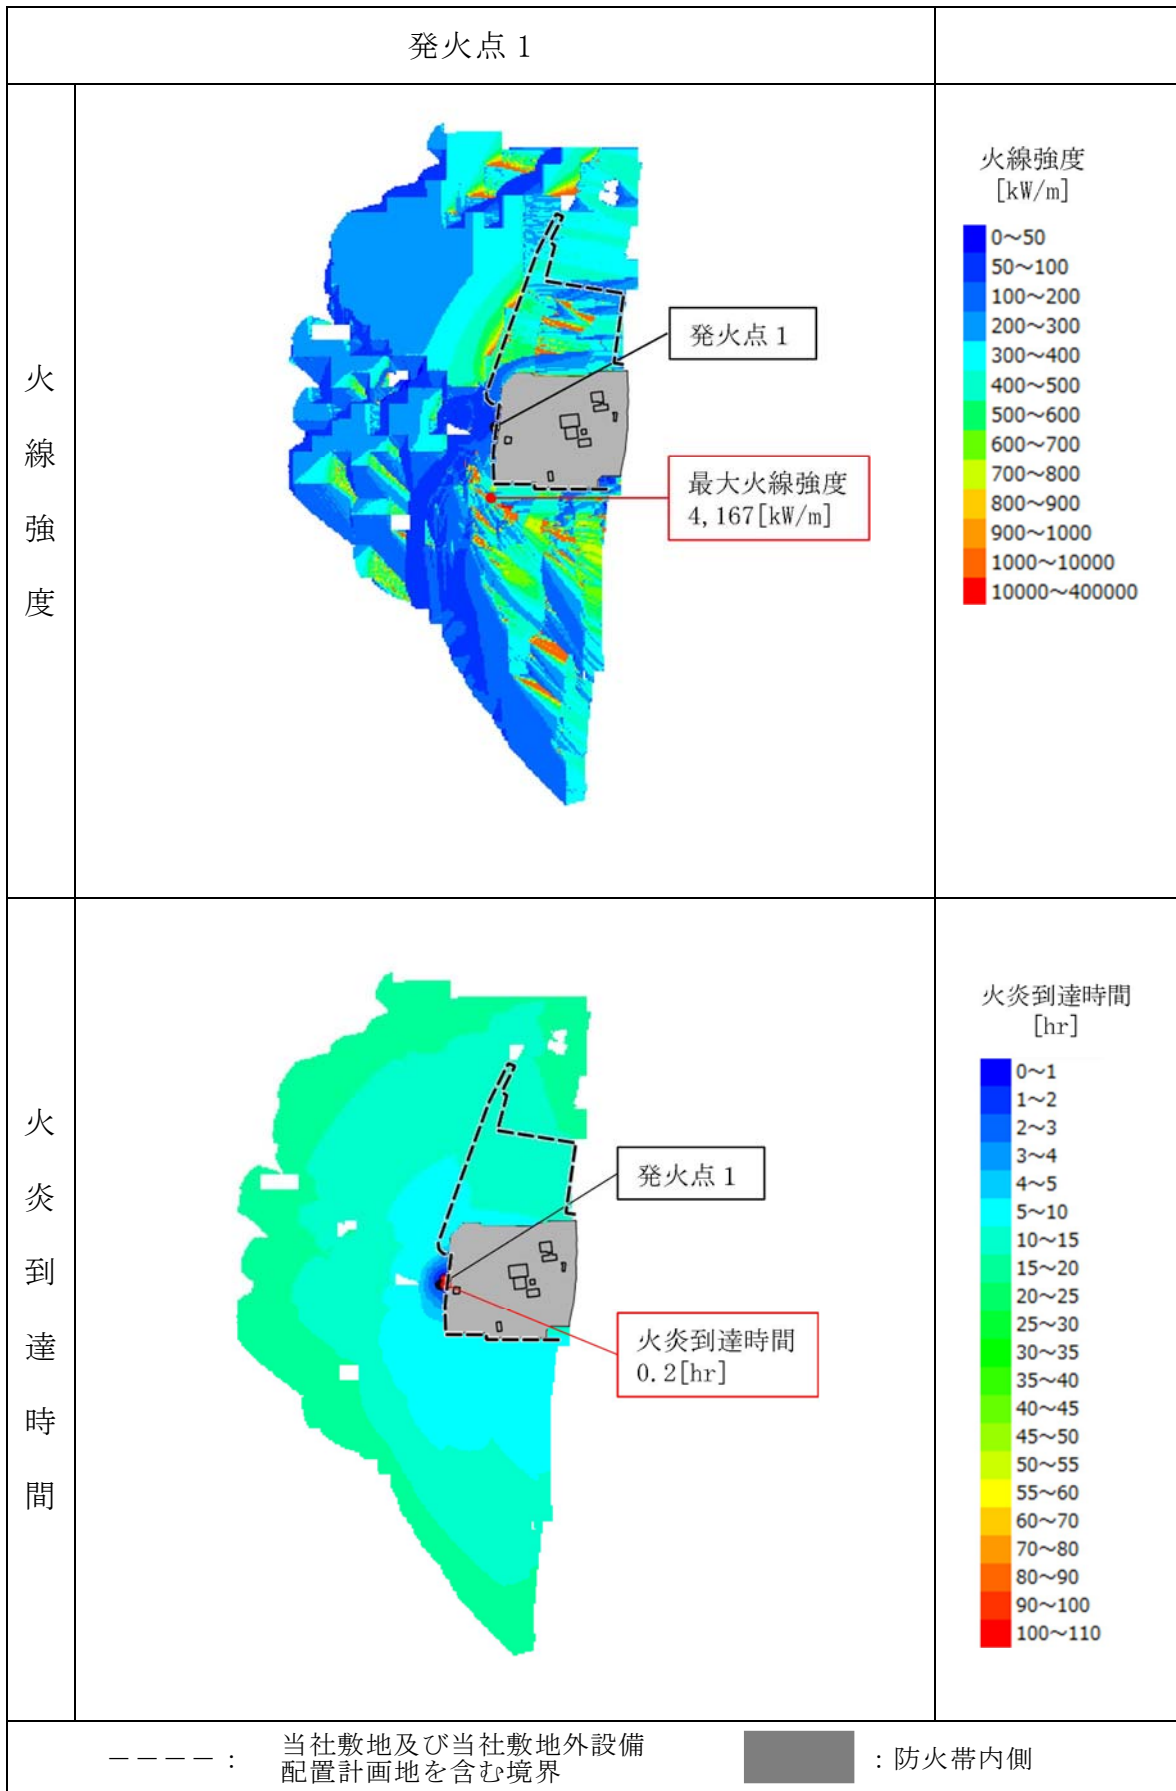 発火点 1
火線強度
火線強度
[kW/m]
0～50
50～100
100～200
200～300
300～400
400～500
500～600
600～700
700～800
800～900
900～1000
1000～10000
10000～400000
発火点 1
最大火線強度
4,167[kW/m]
火炎到達時間
火炎到達時間
[hr]
0～1
1～2
2～3
3～4
4～5
5～10
10～15
15～20
20～25
25～30
30～35
35～40
40～45
45～50
50～55
55～60
60～70
70～80
80～90
90～100
100～110
発火点 1
火炎到達時間
0.2[hr]
----: 当社敷地及び当社敷地外設備
配置計画地を含む境界
: 防火帯内側